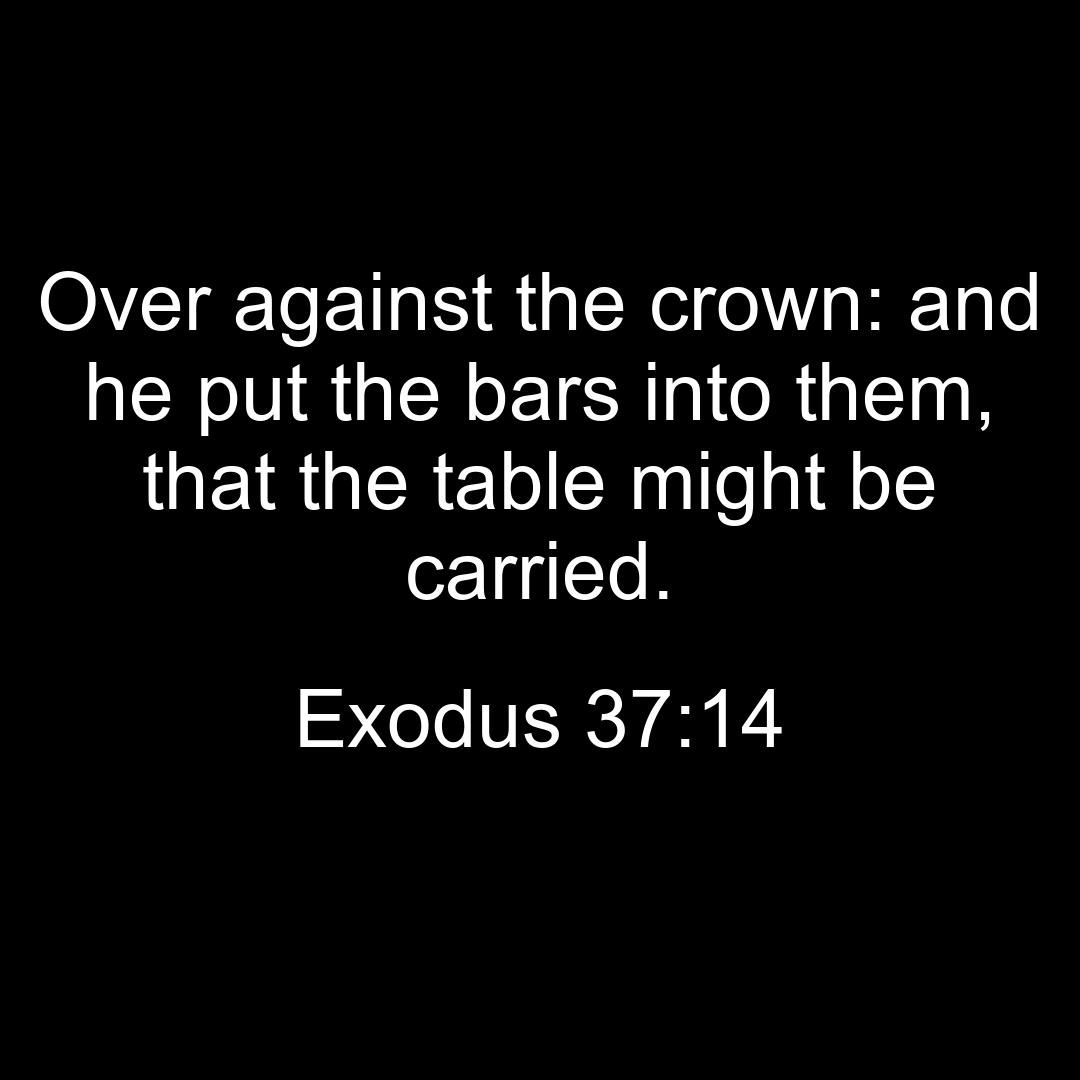 Over against the crown: and
he put the bars into them,
that the table might be
carried.
Exodus 37:14